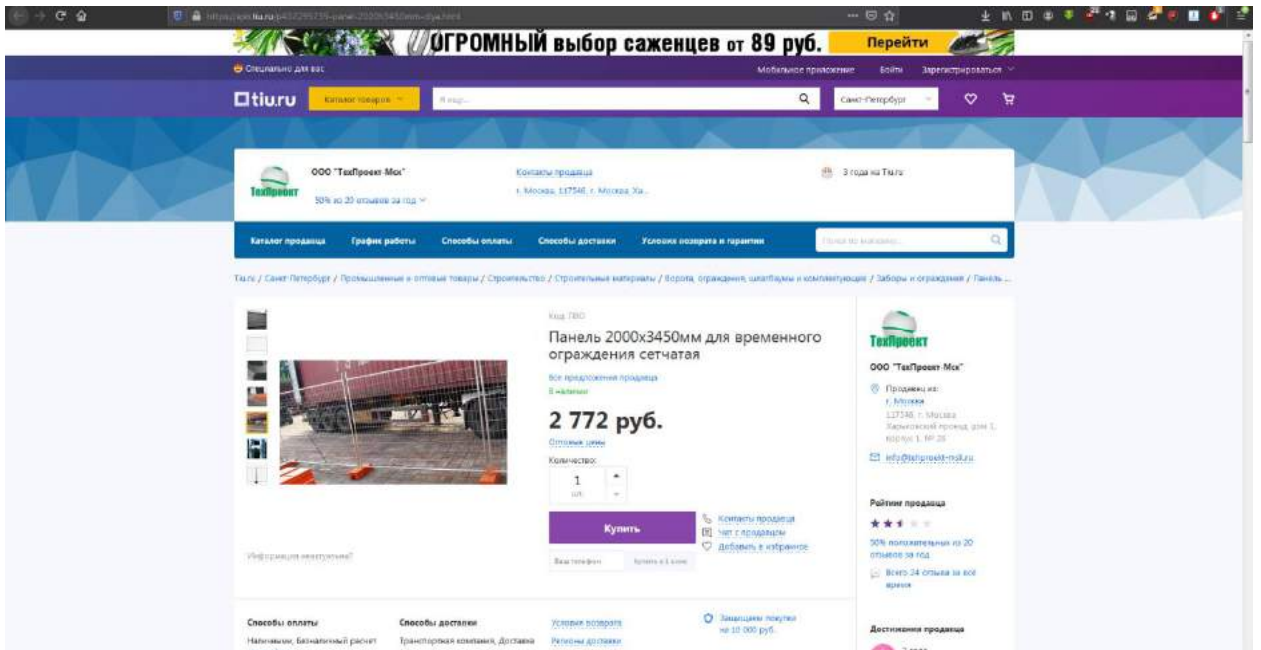 ОГРОМНЫЙ выбор саженцев от 89 руб.
Перейти
Специально для вас
Мобильное приложение
Войти
Зарегистрироваться
tiu.ru
Каталог товаров
Я ищу...
Санкт-Петербург
ТехПроект
ООО "ТехПроект-Мск"
50% из 20 отзывов за год
Контакты продавца
г. Москва, 117546, г. Москва, Ха...
3 года на Tiu.ru
Каталог продавца
График работы
Способы оплаты
Способы доставки
Условия возврата и гарантии
Tiu.ru / Санкт-Петербург / Промышленные и оптовые товары / Строительство / Строительные материалы / Ворота, ограждения, шлагбаумы и комплектующие / Заборы и ограждения / Панель ...
Код: ПВО
Панель 2000х3450мм для временного
ограждения сетчатая
Все предложения продавца
В наличии
2 772 руб.
Оптовые цены
Количество:
1
шт.
Купить
Контакты продавца
Чат с продавцом
Добавить в избранное
Ваш телефон
Купить в 1 клик
Информация неактуальна?
ТехПроект
ООО "ТехПроект-Мск"
Продавец из:
г. Москва
117546, г. Москва
Харьковский проезд, дом 1,
корпус 1, №28
info@tehproekt-msk.ru
Рейтинг продавца
50% положительных из 20
отзывов за год
Всего 24 отзыва за все
время
Достижения продавца
Способы оплаты
Наличными, Безналичный расчет
Способы доставки
Транспортная компания, Доставка
Условия возврата
Регионы доставки
Защищаем покупки
на 10 000 руб.